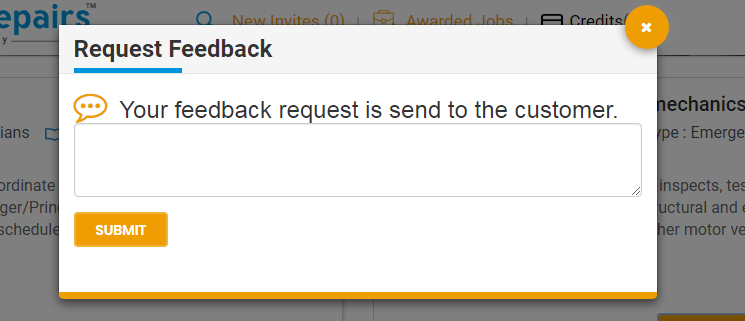 epairs™
y
New Invites (0) | Awarded Jobs | Credits
Request Feedback
Your feedback request is send to the customer.
SUBMIT
mechanics
ians
ype : Emerge
ordinate
inspects, tes
ger/Prin
uctural and e
schedule
her motor ve